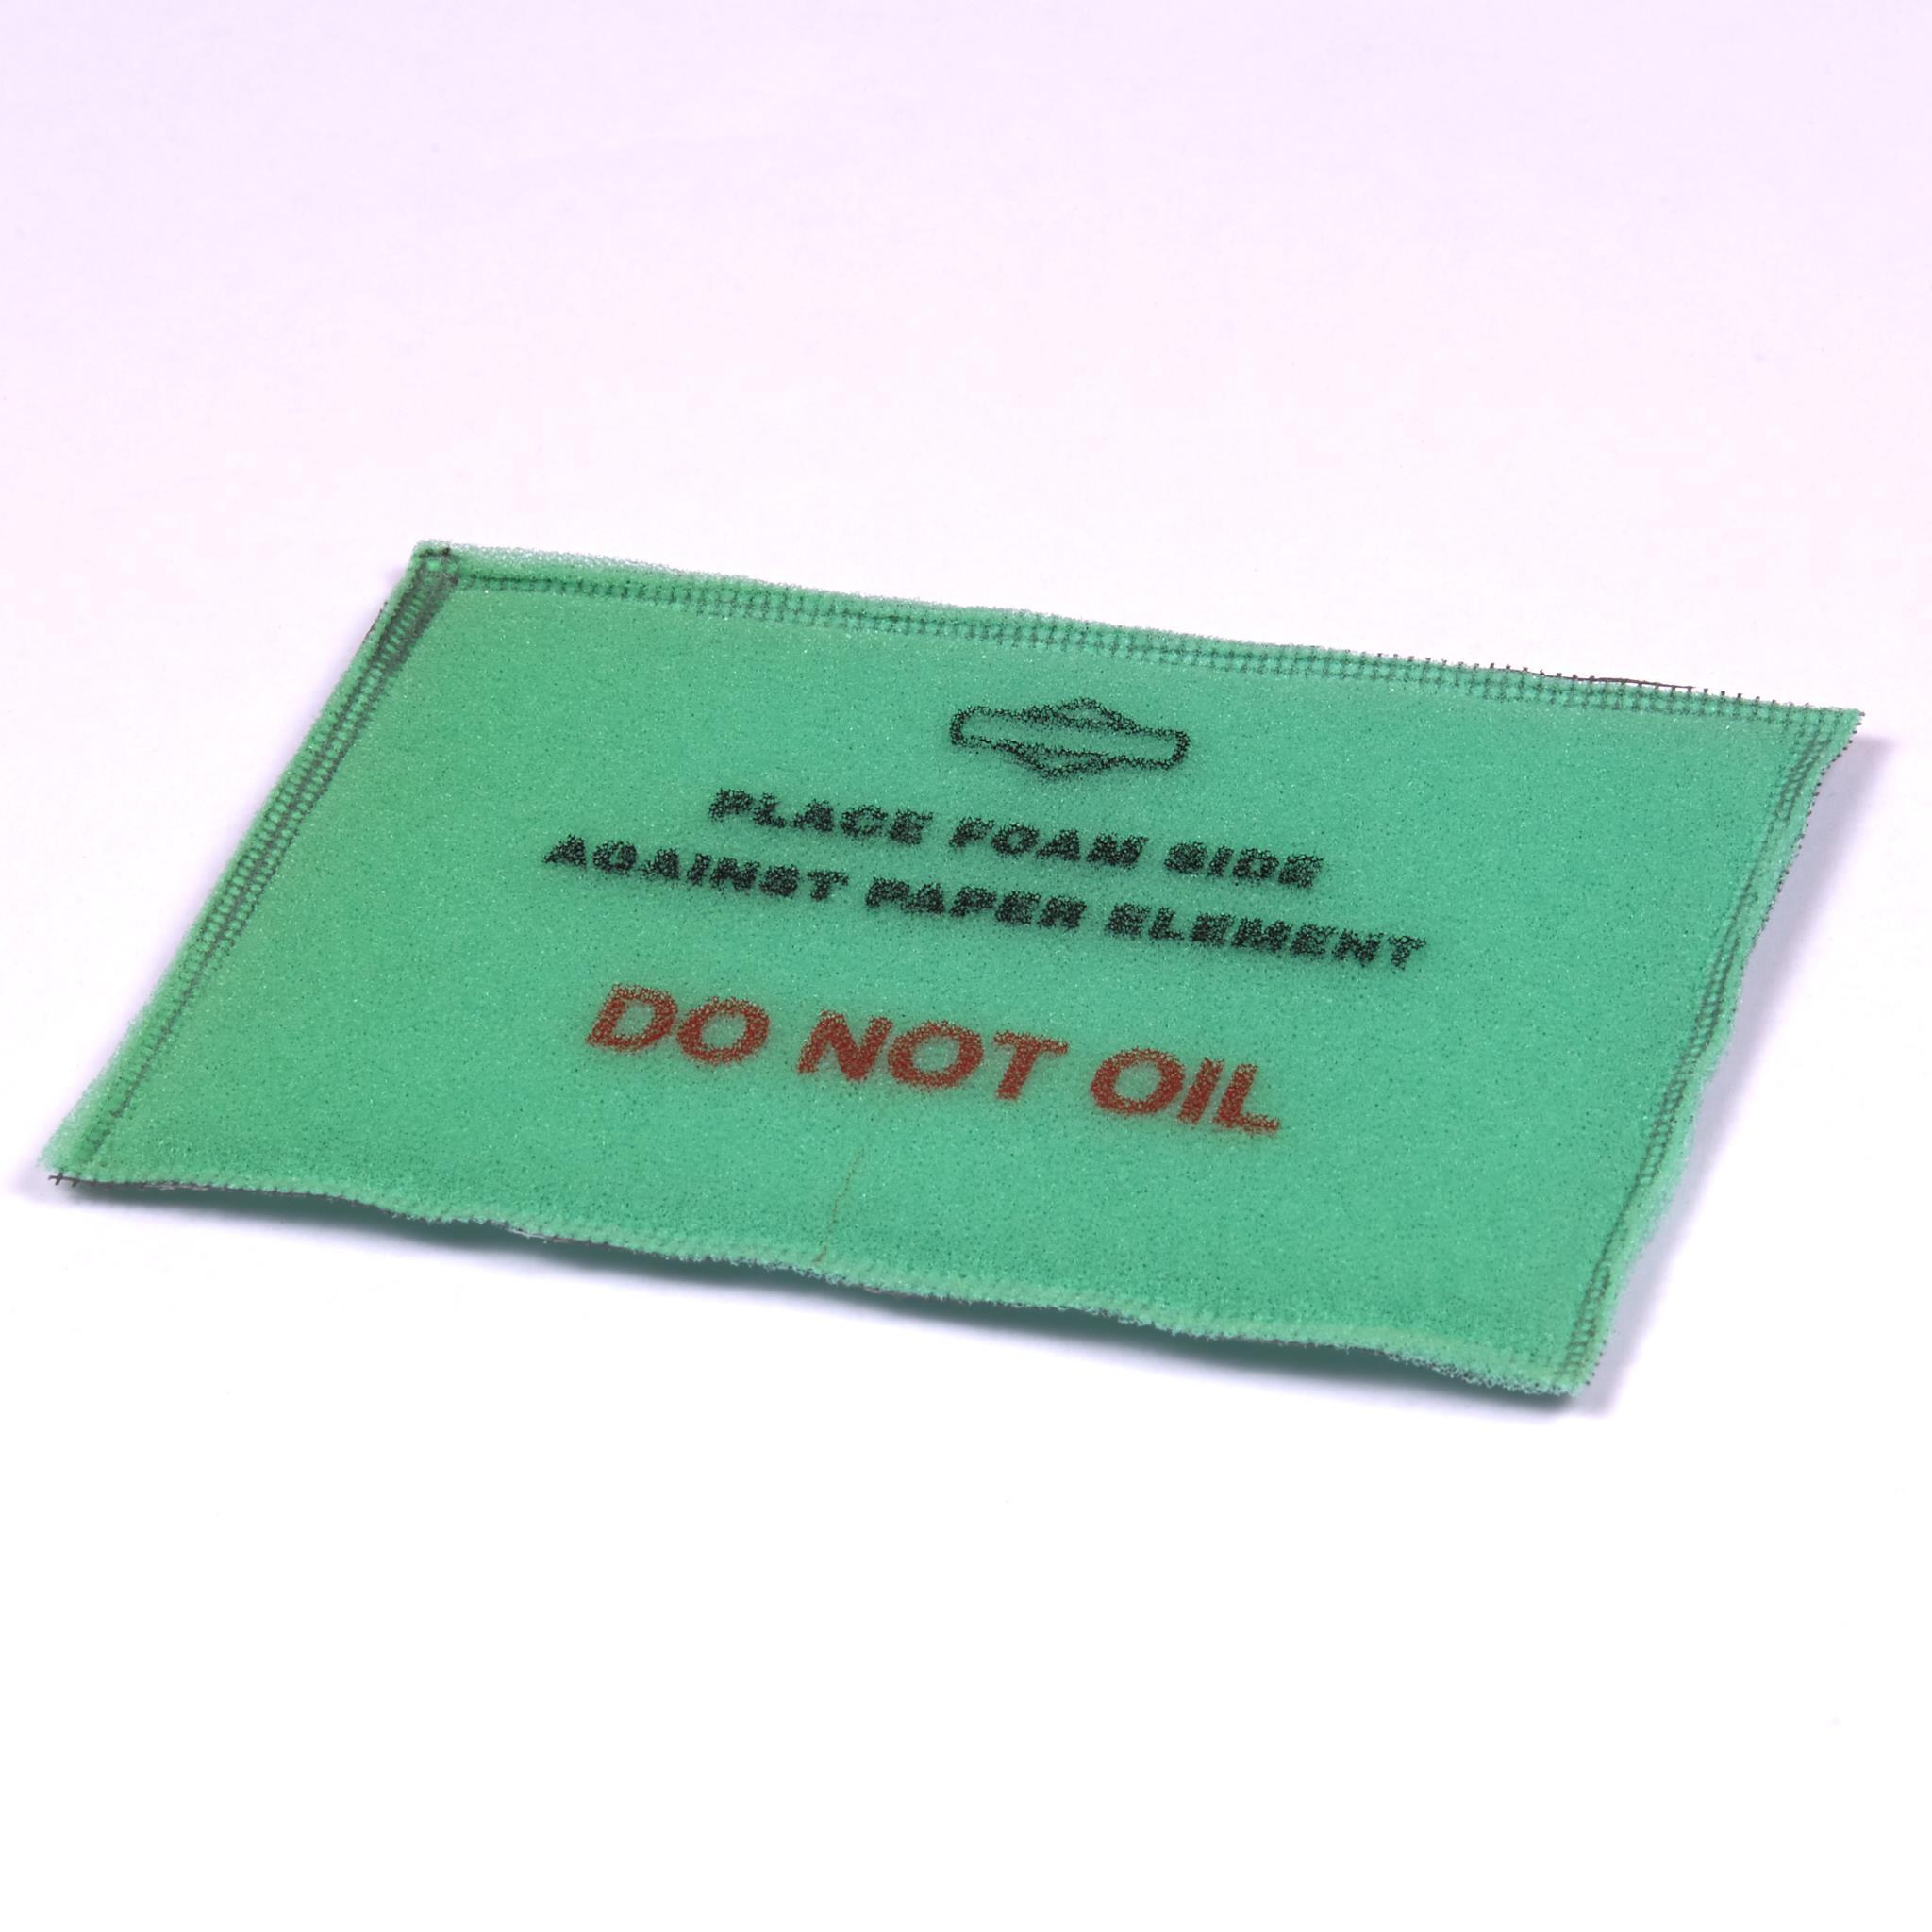 PLACE FOAM SIDE
AGAINST PAPER ELEMENT
DO NOT OIL